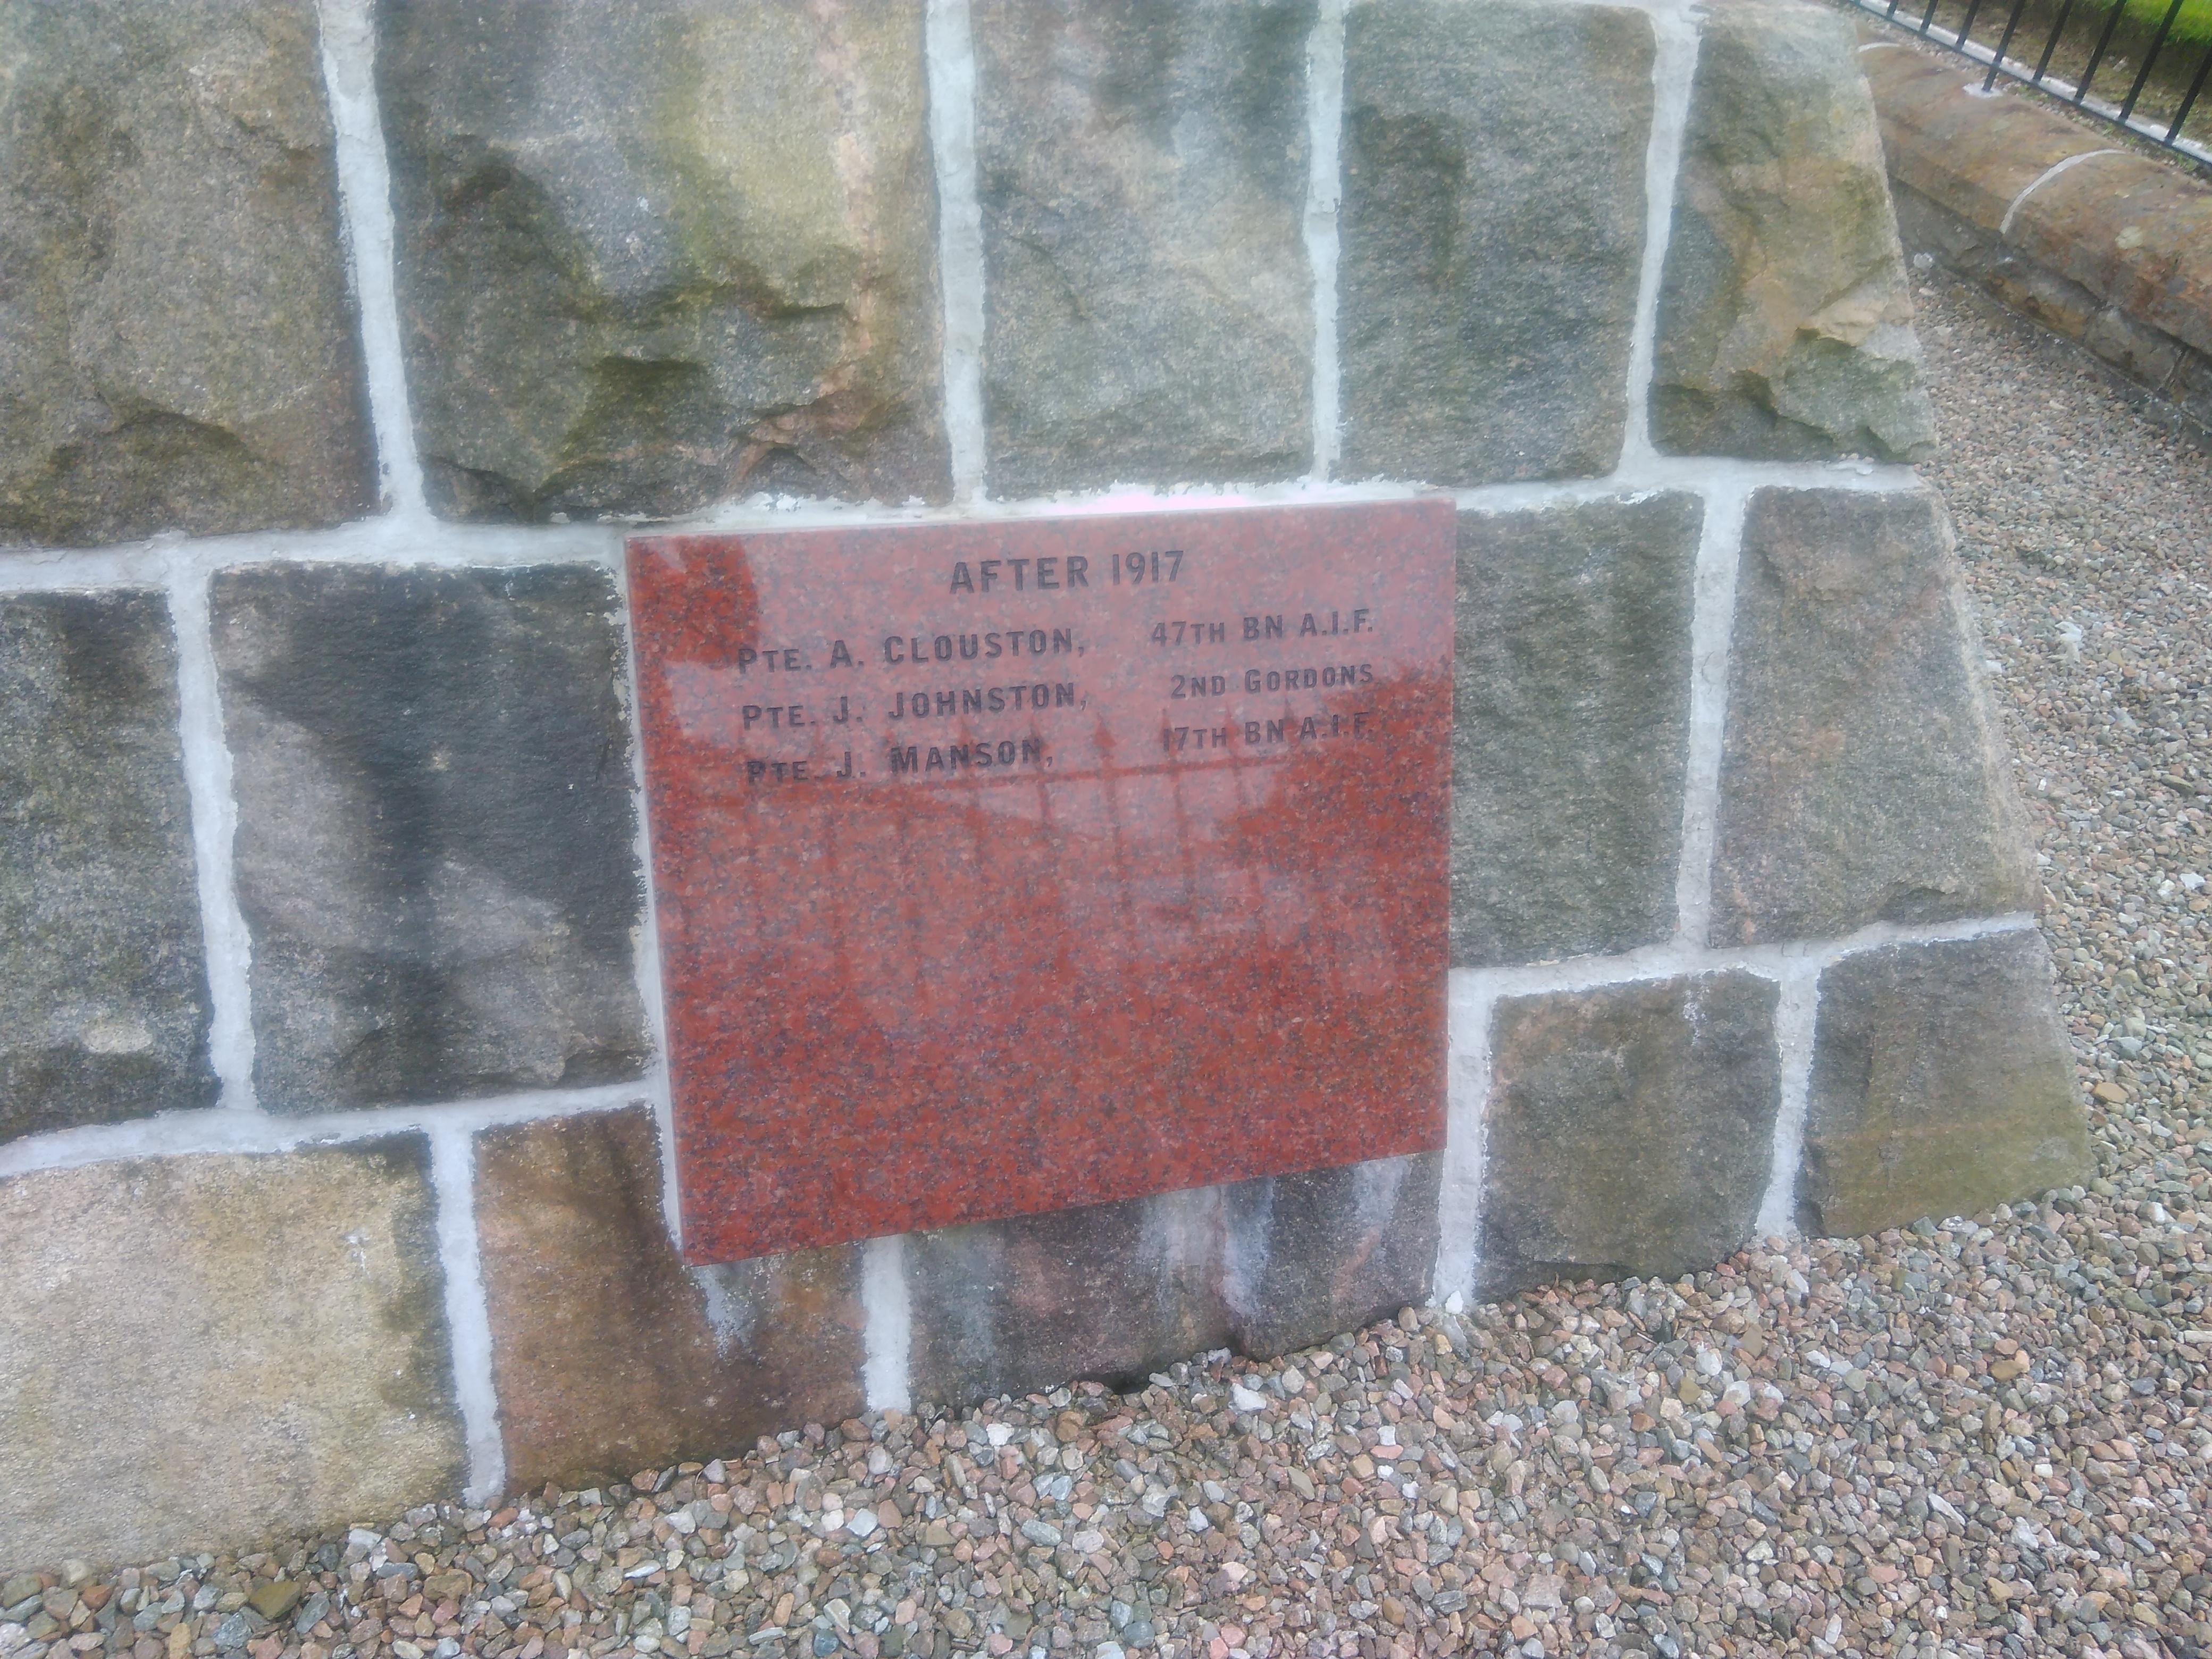 AFTER 1917
PTE. A. CLOUSTON, 47TH BN A.I.F.
PTE. J. JOHNSTON, 2ND GORDONS
PTE. J. MANSON, 17TH BN A.I.F.